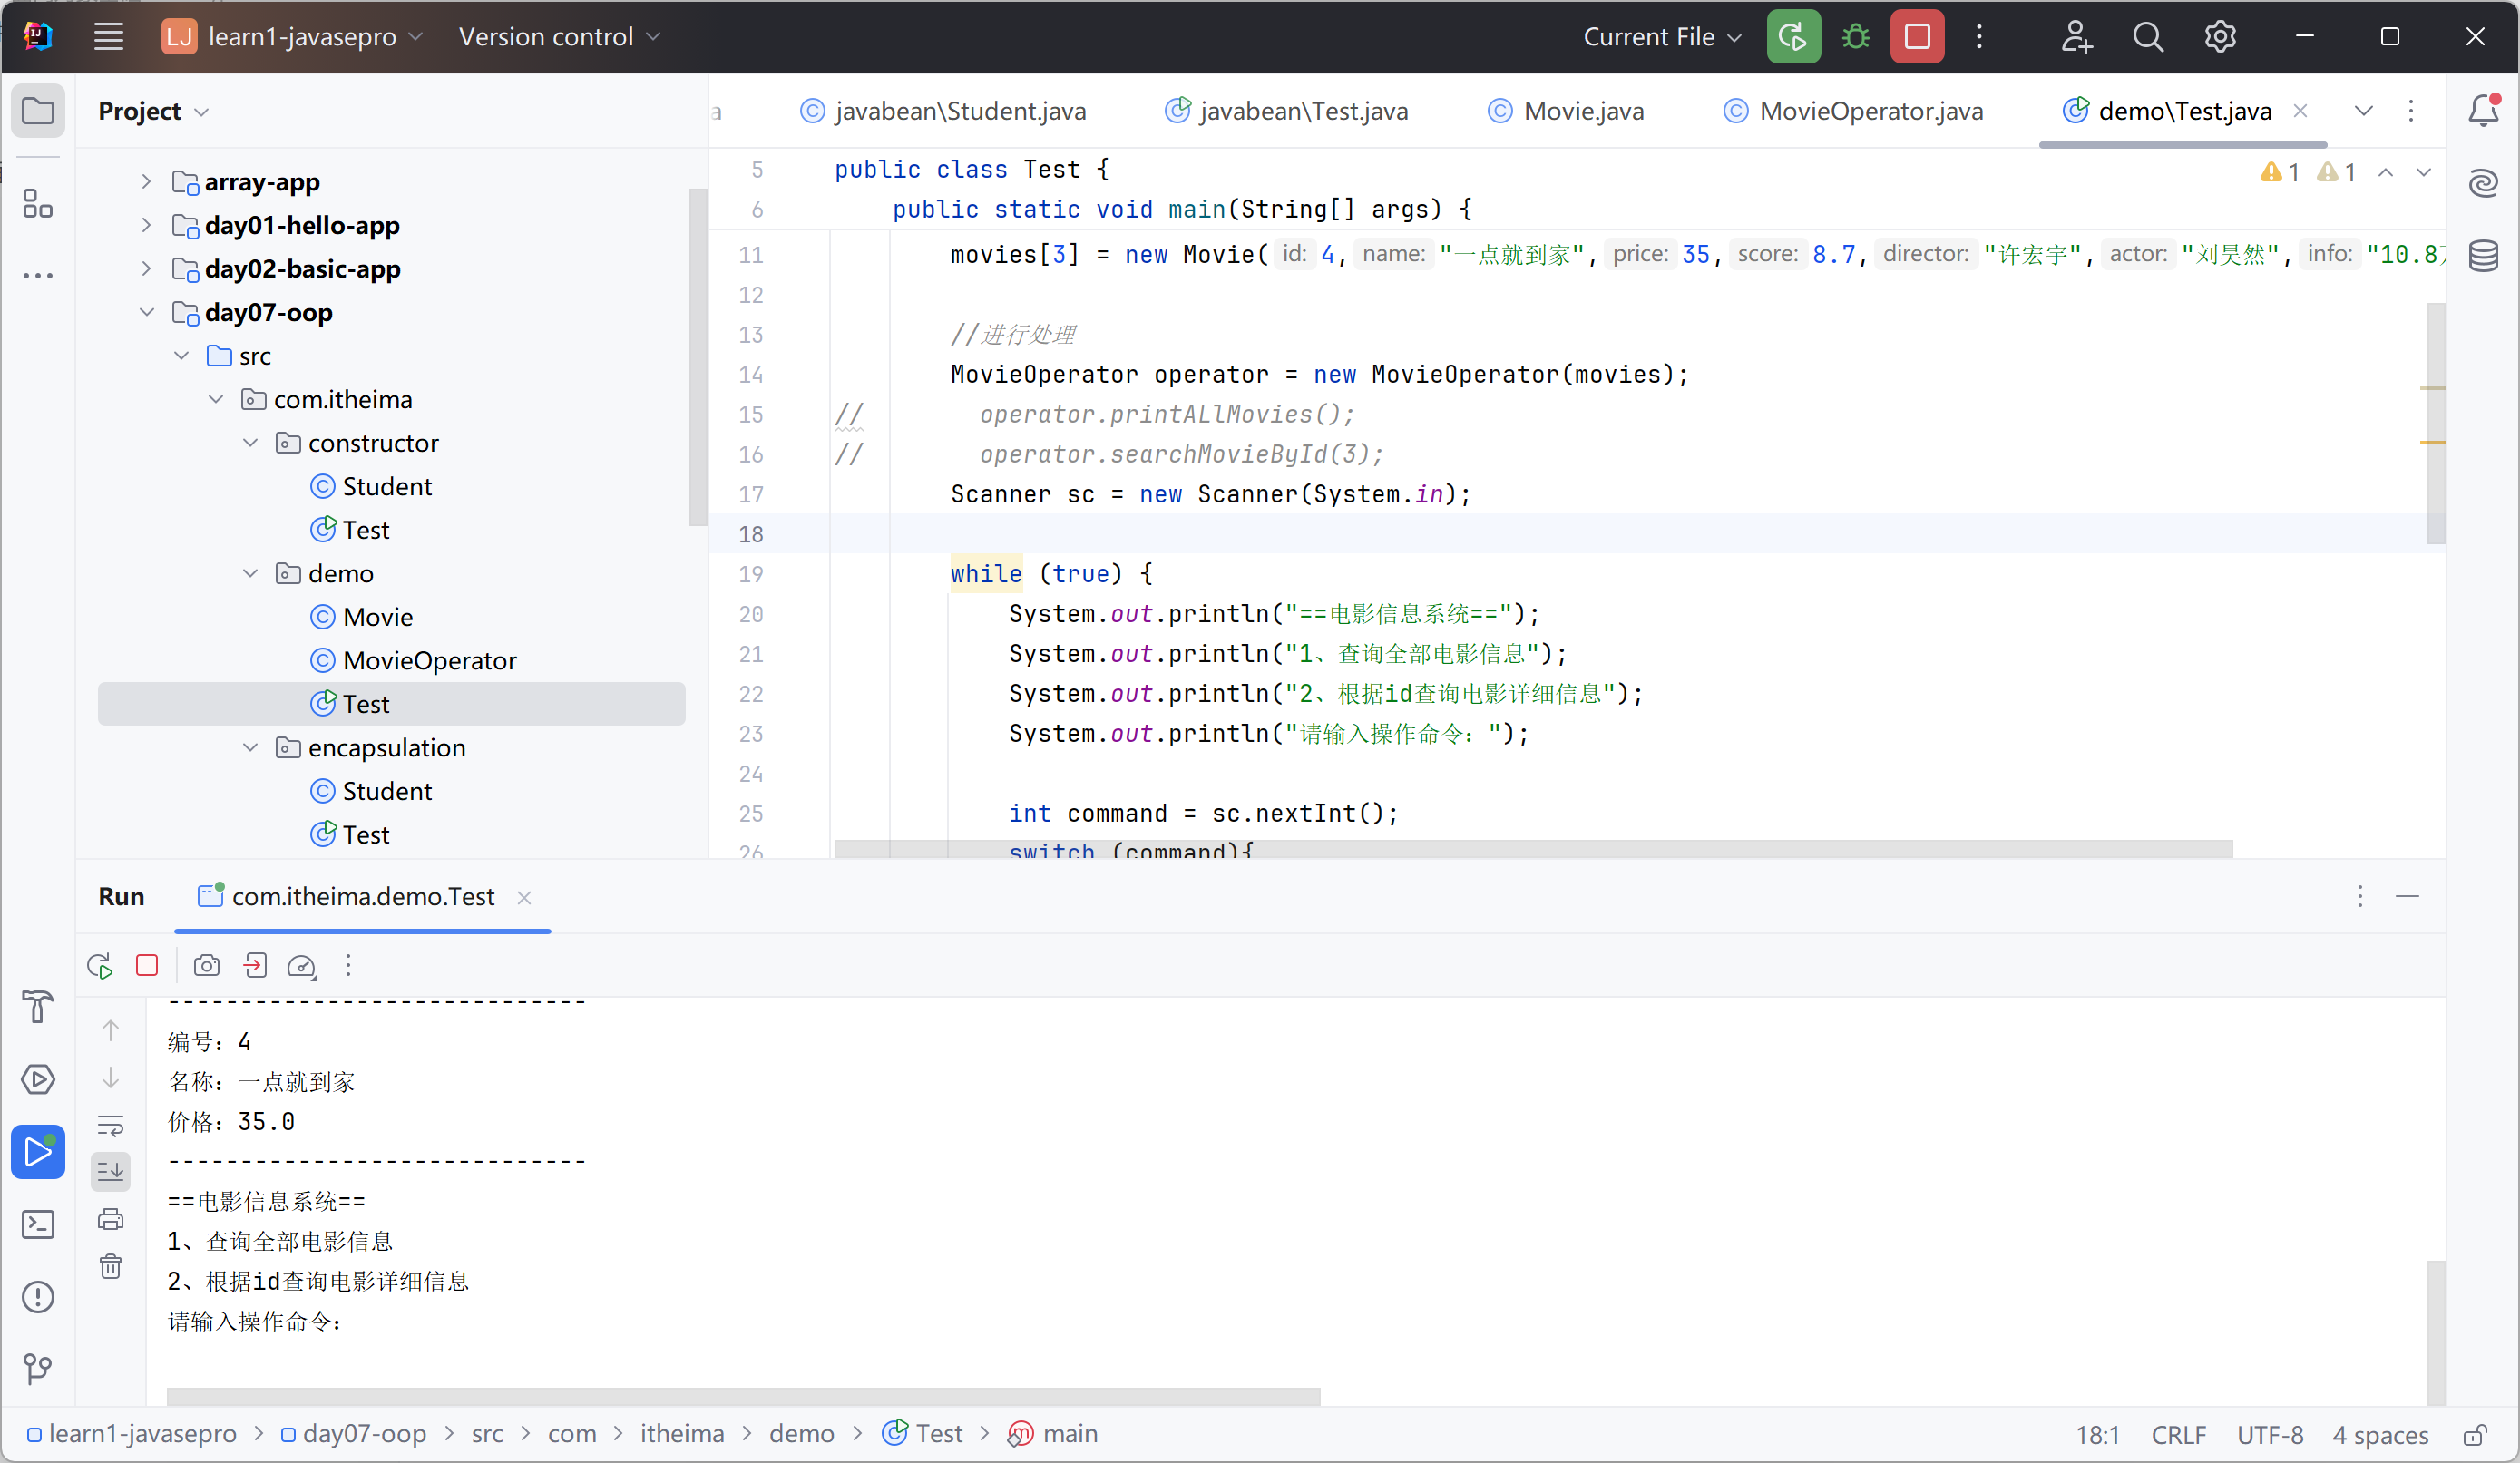 LJ learn1-javasepro Version control Current File
Project
array-app
day01-hello-app
day02-basic-app
day07-oop
src
com.itheima
constructor
Student
Test
demo
Movie
MovieOperator
Test
encapsulation
Student
Test
a javabean\Student.java javabean\Test.java Movie.java MovieOperator.java demo\Test.java
1 1
5 public class Test {
6 public static void main(String[] args) {
11 movies[3] = new Movie( id: 4, name: "一点就到家", price: 35, score: 8.7, director: "许宏宇", actor: "刘昊然", info: "10.8
12
13 //进行处理
14 MovieOperator operator = new MovieOperator(movies);
15 // operator.printALlMovies();
16 // operator.searchMovieById(3);
17 Scanner sc = new Scanner(System.in);
18
19 while (true) {
20 System.out.println("==电影信息系统==");
21 System.out.println("1、查询全部电影信息");
22 System.out.println("2、根据id查询电影详细信息");
23 System.out.println("请输入操作命令：");
24
25 int command = sc.nextInt();
26 switch (command){
Run com.itheima.demo.Test
-----------------------------
编号：4
名称：一点就到家
价格：35.0
-----------------------------
==电影信息系统==
1、查询全部电影信息
2、根据id查询电影详细信息
请输入操作命令：
learn1-javasepro > day07-oop > src > com > itheima > demo > Test > main
18:1 CRLF UTF-8 4 spaces